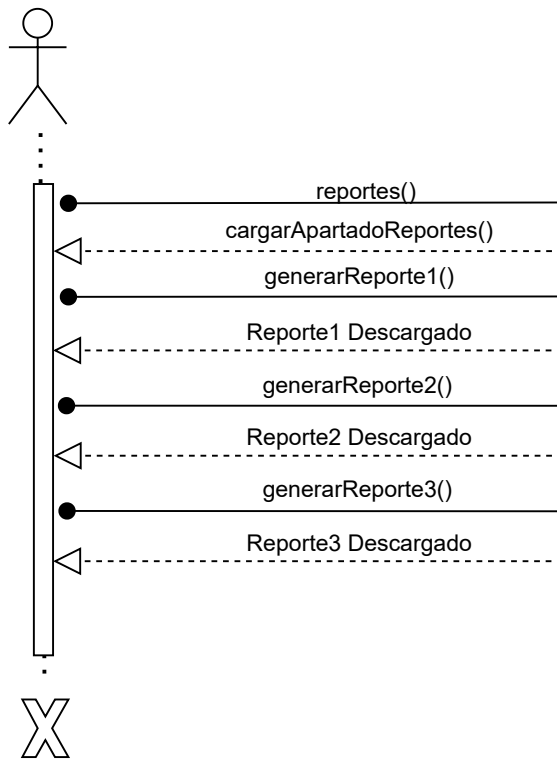 reportes()
cargarApartadoReportes()
generarReporte1()
Reporte1 Descargado
generarReporte2()
Reporte2 Descargado
generarReporte3()
Reporte3 Descargado
X